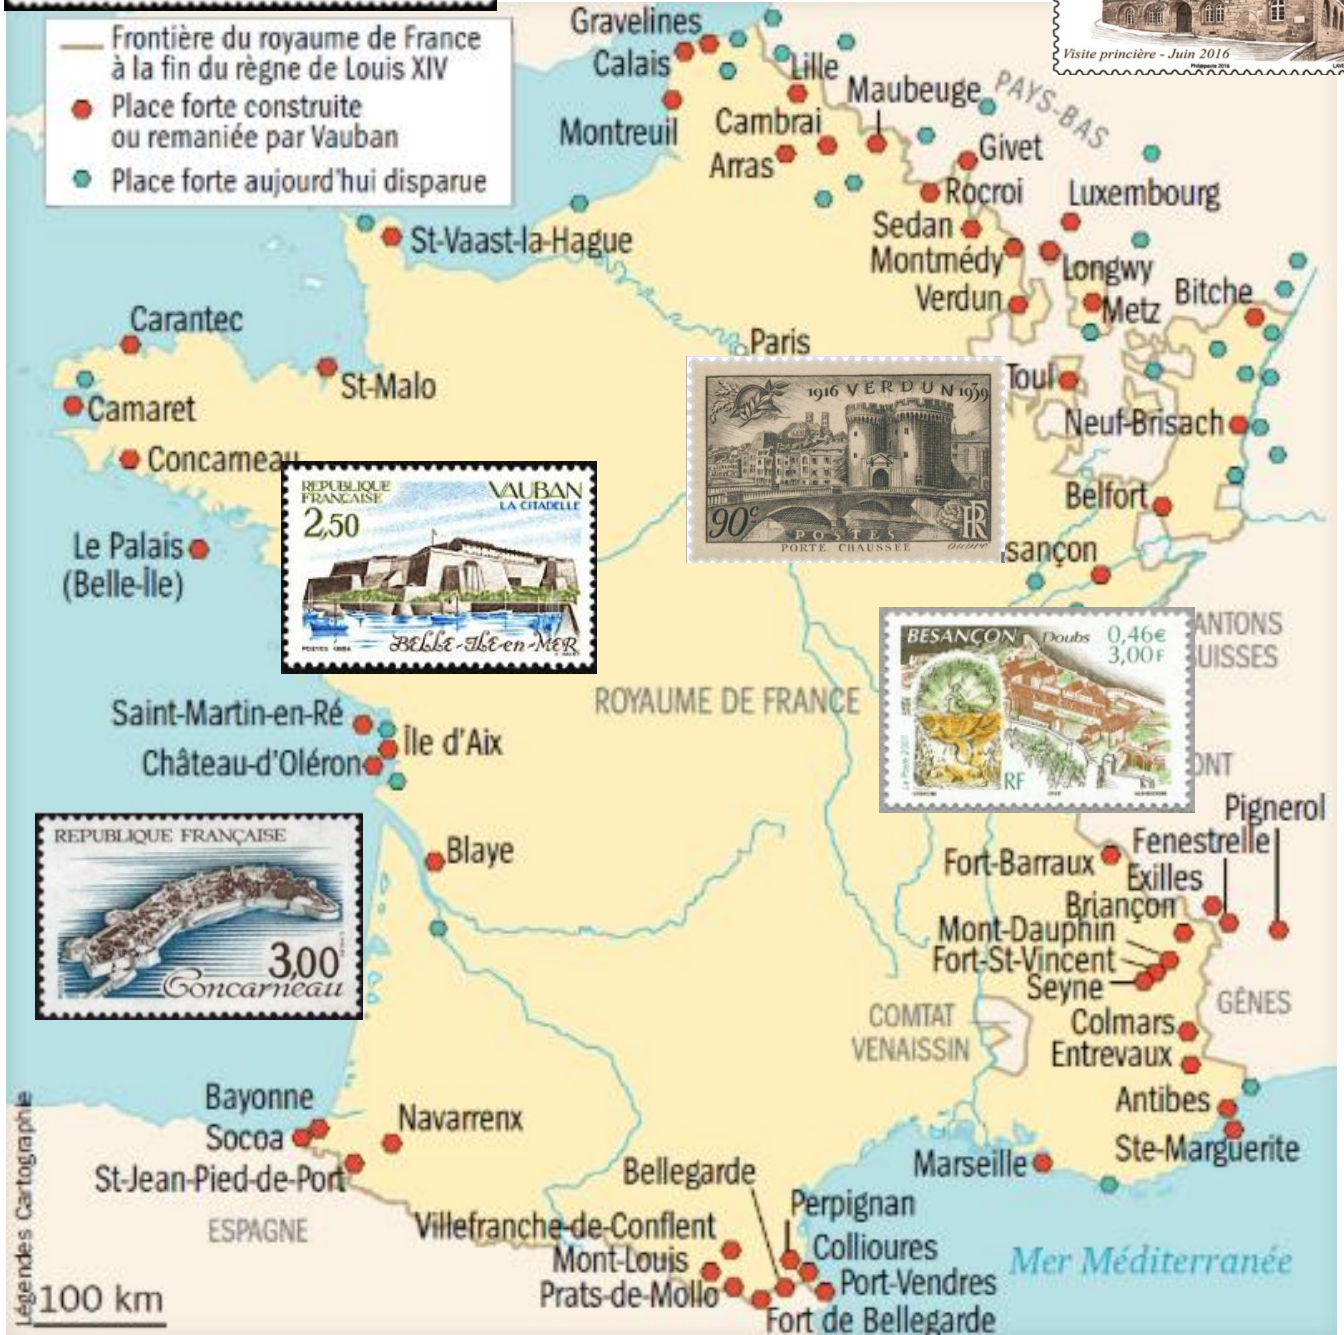 Frontière du royaume de France
à la fin du règne de Louis XIV
Place forte construite
ou remaniée par Vauban
Place forte aujourd'hui disparue
Visite princière - Juin 2016
Gravelines
Calais
Lille
Maubeuge
PAYS-BAS
Montreuil
Cambrai
Arras
Givet
Rocroi
Luxembourg
Sedan
Montmédy
Longwy
Verdun
Metz
Bitche
St-Vaast-la-Hague
Carantec
Paris
St-Malo
Camaret
Toul
Neuf-Brisach
Concarneau
1916 VERDUN 1939
90c
POSTES
RF
PORTE CHAUSSEE
REPUBLIQUE
FRANÇAISE
2,50
VAUBAN
LA CITADELLE
BELLE-ILE-en-MER
POSTES 1984
Belfort
Le Palais
(Belle-Île)
sançon
ANTONS
UISSES
BESANÇON Doubs 0,46€
3,00 F
La Poste 2001
RF
ROYAUME DE FRANCE
Saint-Martin-en-Ré
Île d'Aix
Château-d'Oléron
ONT
Pignerol
Fenestrelle
REPUBLIQUE FRANÇAISE
3,00
Concarneau
Blaye
Fort-Barraux
Exilles
Briançon
Mont-Dauphin
Fort-St-Vincent
Seyne
GÊNES
COMTAT
VENAISSIN
Colmars
Entrevaux
Bayonne
Navarrenx
Socoa
Antibes
Ste-Marguerite
St-Jean-Pied-de-Port
Marseille
Bellegarde
Perpignan
ESPAGNE
Villefranche-de-Conflent
Mont-Louis
Collioures
Mer Méditerranée
Prats-de-Mollo
Port-Vendres
Fort de Bellegarde
Légendes Cartographie
100 km